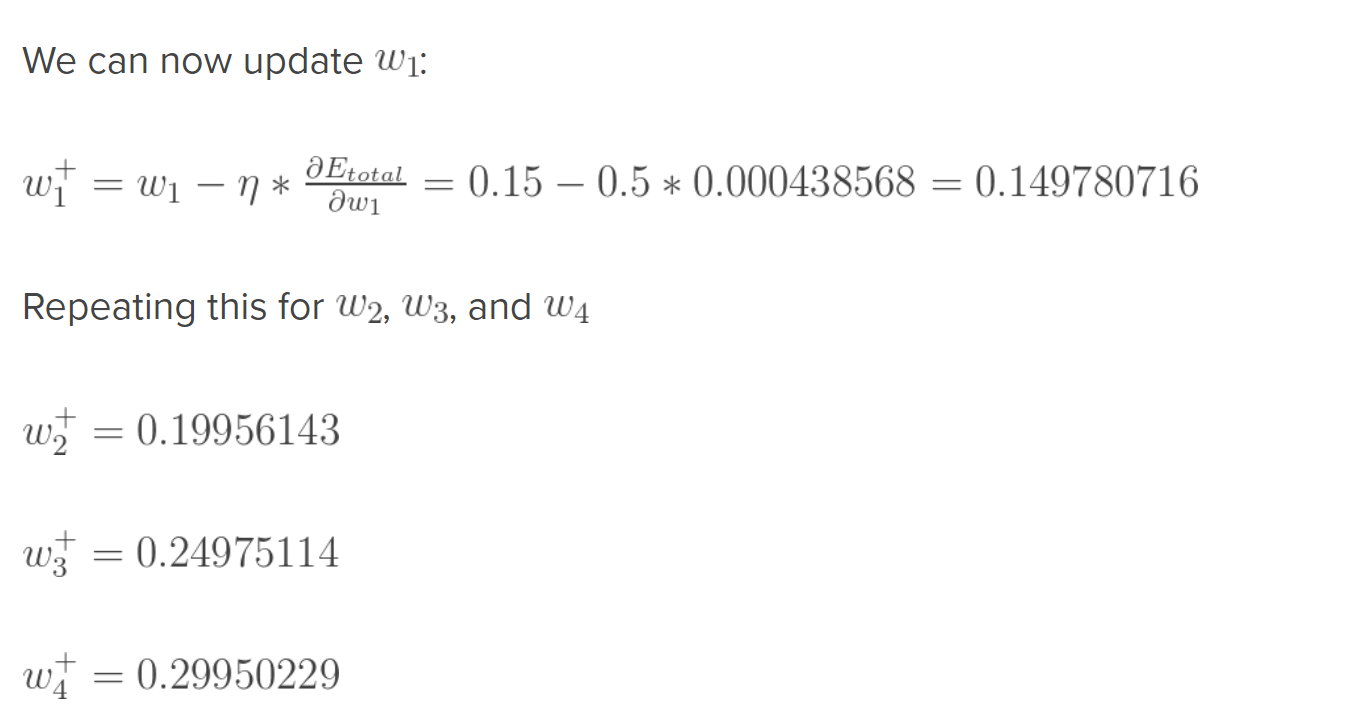 We can now update w₁:
w₁⁺ = w₁ − η * ∂E_total/∂w₁ = 0.15 − 0.5 * 0.000438568 = 0.149780716
Repeating this for w₂, w₃, and w₄
w₂⁺ = 0.19956143
w₃⁺ = 0.24975114
w₄⁺ = 0.29950229